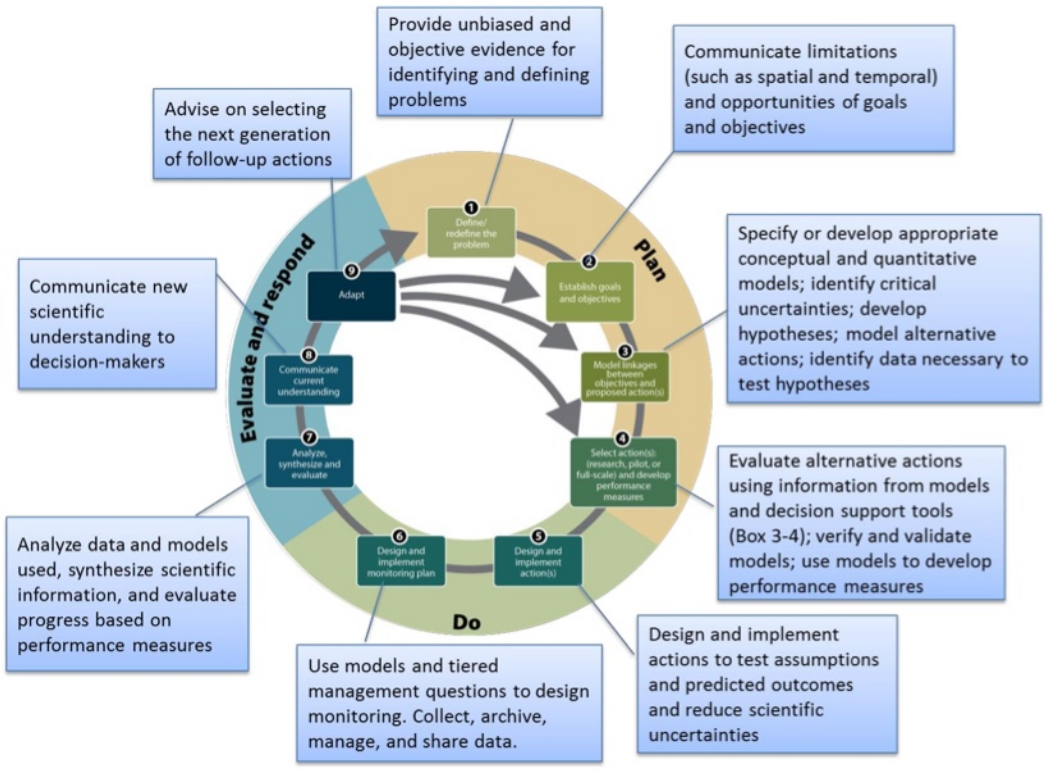 Provide unbiased and
objective evidence for
identifying and defining
problems
Communicate limitations
(such as spatial and temporal)
and opportunities of goals
and objectives
Advise on selecting
the next generation
of follow-up actions
Specify or develop appropriate
conceptual and quantitative
models; identify critical
uncertainties; develop
hypotheses; model alternative
actions; identify data necessary to
test hypotheses
Communicate new
scientific
understanding to
decision-makers
Evaluate alternative actions
using information from models
and decision support tools
(Box 3-4); verify and validate
models; use models to develop
performance measures
Analyze data and models
used, synthesize scientific
information, and evaluate
progress based on
performance measures
Design and implement
actions to test assumptions
and predicted outcomes
and reduce scientific
uncertainties
Use models and tiered
management questions to design
monitoring. Collect, archive,
manage, and share data.
Plan
Do
Evaluate and respond
1
Define/
redefine the
problem
2
Establish goals
and objectives
3
Model linkages
between
objectives and
proposed action(s)
4
Select action(s):
(research, pilot, or
full-scale) and develop
performance
measures
5
Design and
implement
action(s)
6
Design and
implement
monitoring plan
7
Analyze,
synthesize and
evaluate
8
Communicate
current
understanding
9
Adapt